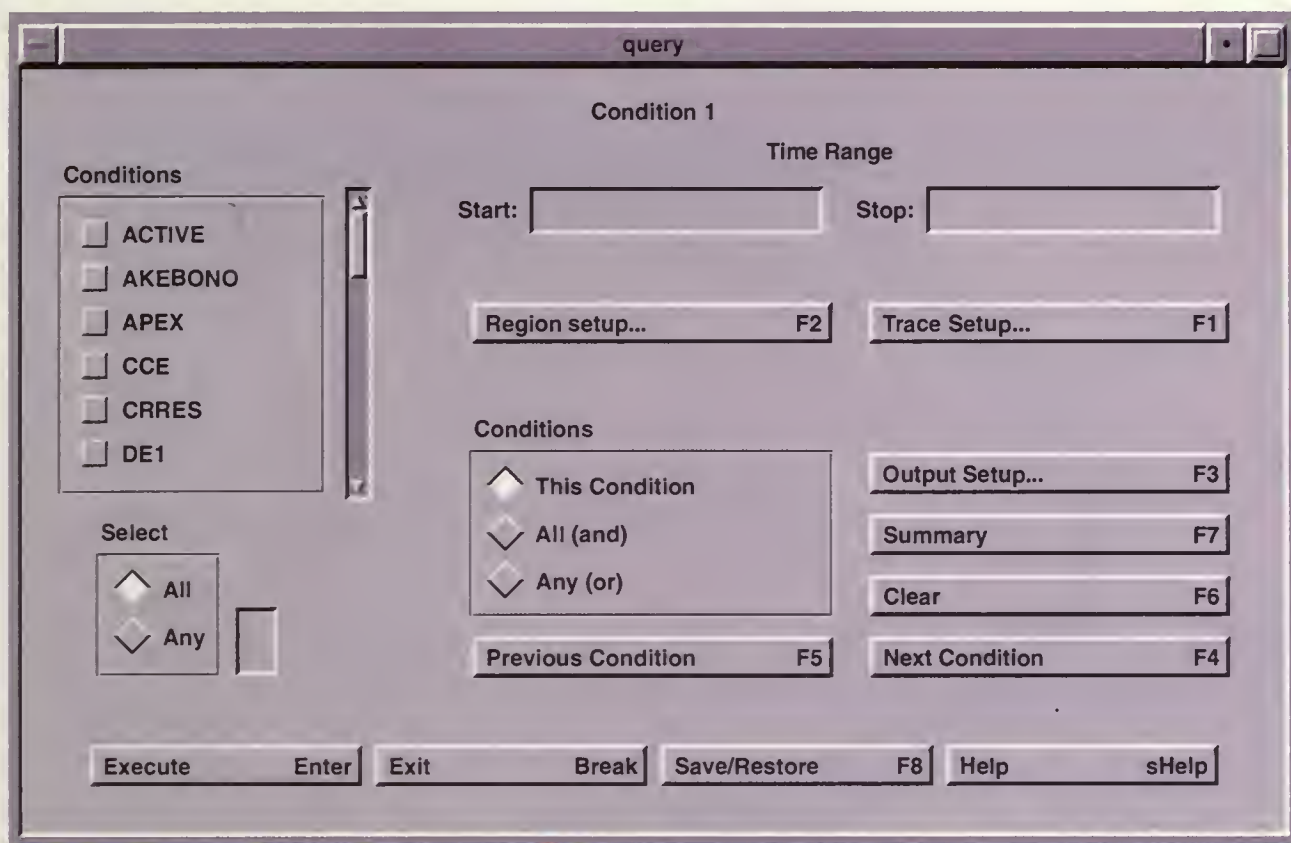 query
Condition 1
Time Range
Conditions
Start:
Stop:
ACTIVE
AKEBONO
APEX
CCE
CRRES
DE1
Region setup... F2
Trace Setup... F1
Conditions
This Condition
All (and)
Any (or)
Output Setup... F3
Summary F7
Clear F6
Select
All
Any
Previous Condition F5
Next Condition F4
Execute Enter
Exit Break
Save/Restore F8
Help sHelp